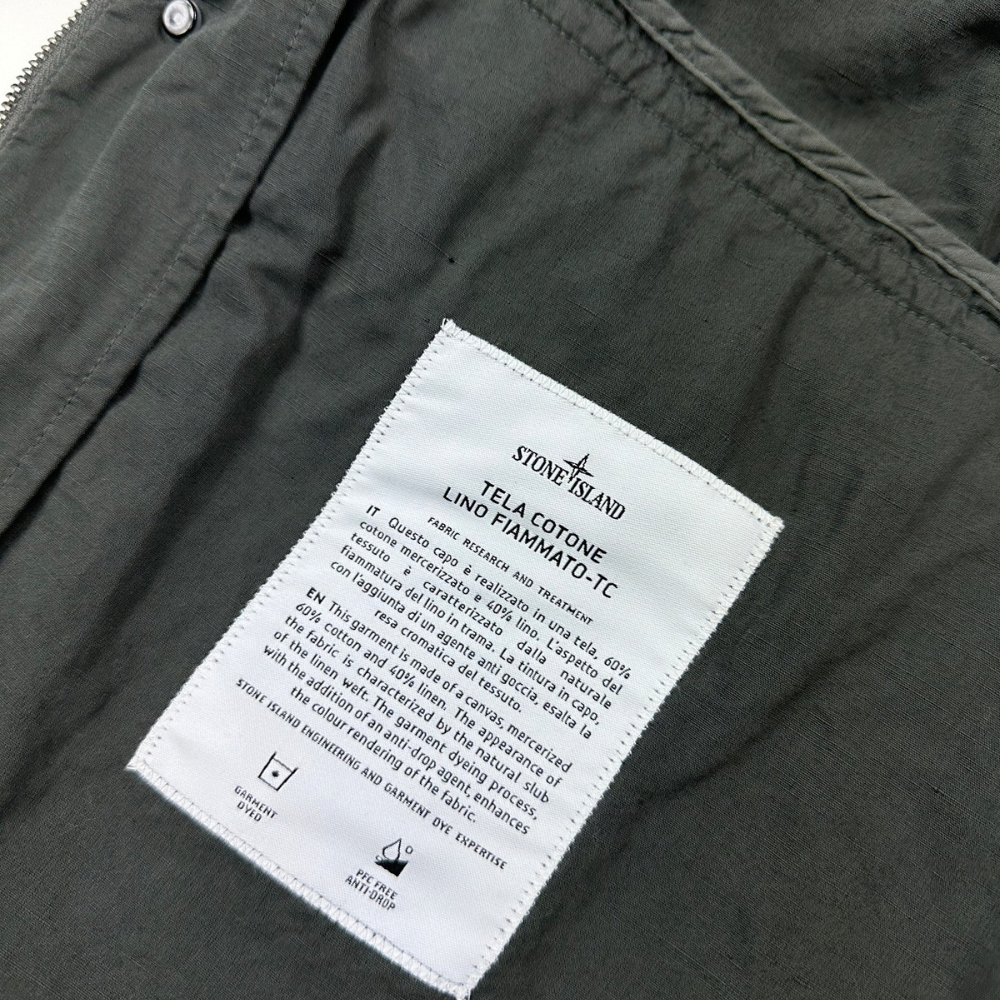 STONE ISLAND
TELA COTONE
LINO FIAMMATO-TC
FABRIC RESEARCH AND TREATMENT
IT Questo capo è realizzato in una tela, 60%
cotone mercerizzato e 40% lino. L'aspetto del
tessuto è caratterizzato dalla naturale
fiammatura del lino in trama. La tintura in capo,
con l'aggiunta di un agente anti goccia, esalta la
resa cromatica del tessuto.
EN This garment is made of a canvas, mercerized
60% cotton and 40% linen. The appearance of
the fabric is characterized by the natural slub
of the linen weft. The garment dyeing process,
with the addition of an anti-drop agent, enhances
the colour rendering of the fabric.
STONE ISLAND ENGINEERING AND GARMENT DYE EXPERTISE
GARMENT
DYED
PFC FREE
ANTI-DROP